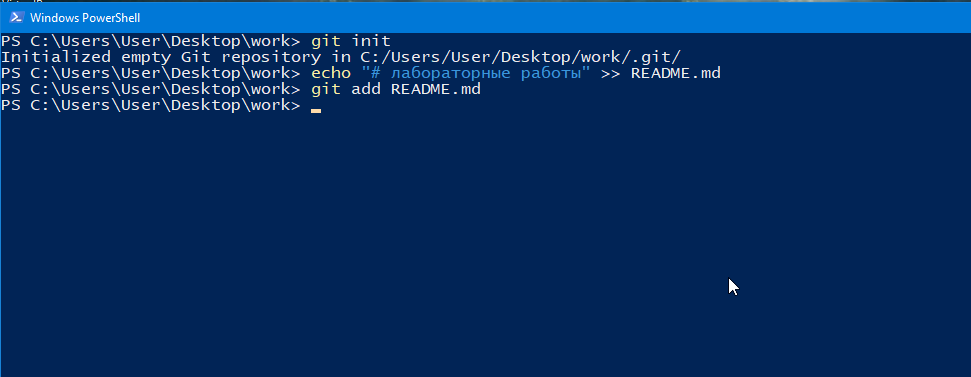 Windows PowerShell
PS C:\Users\User\Desktop\work> git init
Initialized empty Git repository in C:/Users/User/Desktop/work/.git/
PS C:\Users\User\Desktop\work> echo "# лабораторные работы" >> README.md
PS C:\Users\User\Desktop\work> git add README.md
PS C:\Users\User\Desktop\work>